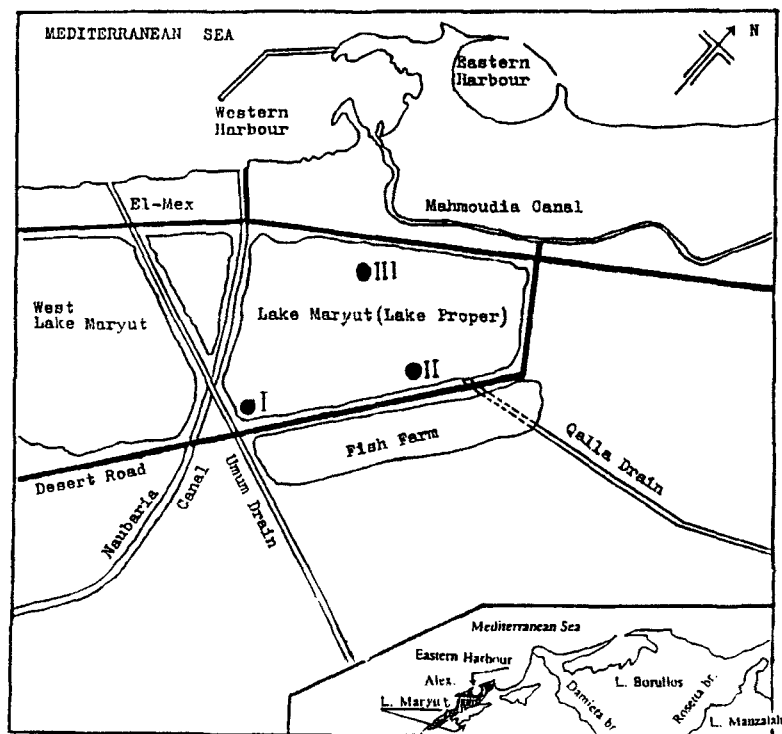 MEDITERRANEAN SEA
N
Eastern
Harbour
Western
Harbour
El-Mex
Mahmoudia Canal
III
West
Lake Maryut
Lake Maryut(Lake Proper)
II
I
Fish Farm
Qalla Drain
Desert Road
Naubaria
Canal
Umum Drain
Mediterranean Sea
Eastern Harbour
Alex.
L. Maryut
L. Borullos
Damieta br.
Rosetta br.
L. Manzalah